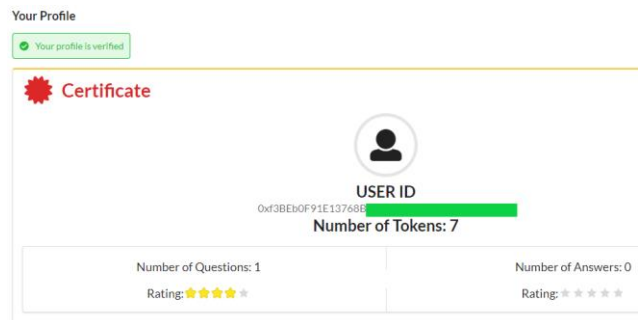 Your Profile
Your profile is verified
Certificate
USER ID
0xf3BEb0F91E13768B
Number of Tokens: 7
Number of Questions: 1
Number of Answers: 0
Rating:
Rating: